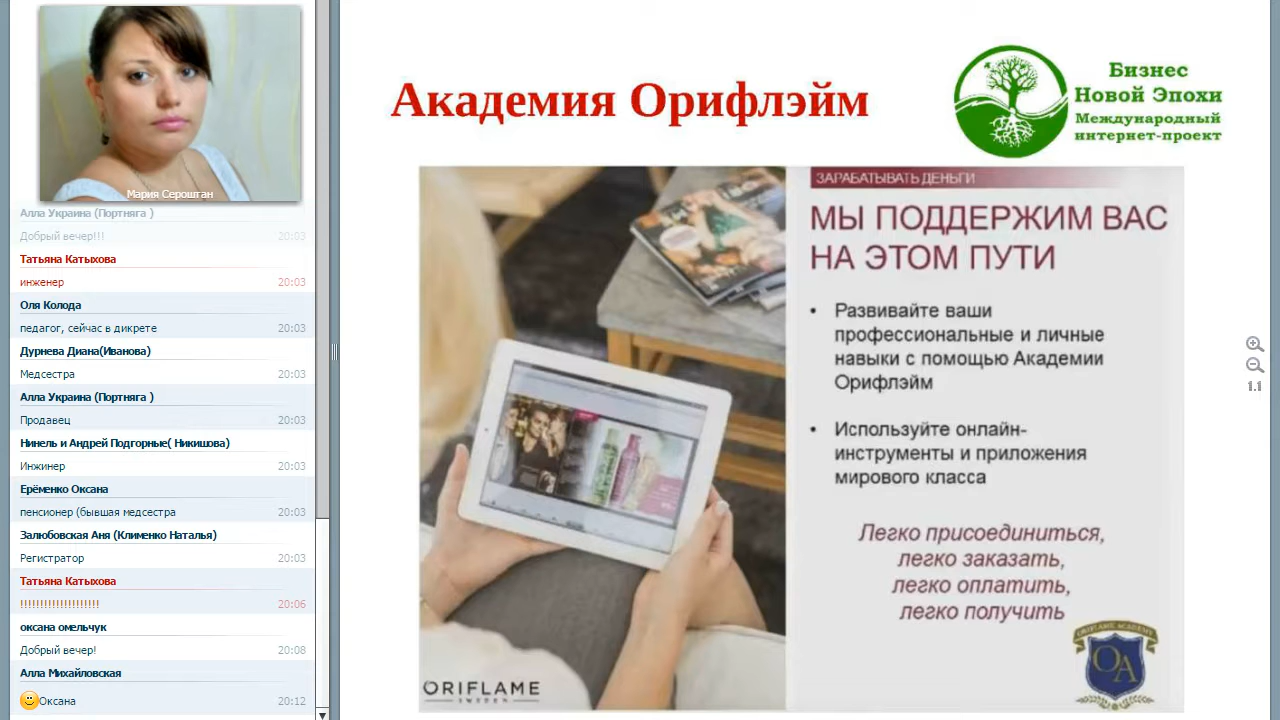 Мария Сероштан
Алла Украина (Портняга )
Добрый вечер!!! 20:03
Татьяна Катыхова
инженер 20:03
Оля Колода
педагог, сейчас в дикрете 20:03
Дурнева Диана(Иванова)
Медсестра 20:03
Алла Украина (Портняга )
Продавец 20:03
Нинель и Андрей Подгорные( Никишова)
Инжинер 20:03
Ерёменко Оксана
пенсионер (бывшая медсестра 20:03
Залюбовская Аня (Клименко Наталья)
Регистратор 20:03
Татьяна Катыхова
!!!!!!!!!!!!!!!!!!!! 20:06
оксана омельчук
Добрый вечер! 20:08
Алла Михайловская
Оксана 20:12
Академия Орифлэйм
Бизнес
Новой Эпохи
Международный
интернет-проект
ЗАРАБАТЫВАТЬ ДЕНЬГИ
МЫ ПОДДЕРЖИМ ВАС
НА ЭТОМ ПУТИ
• Развивайте ваши
профессиональные и личные
навыки с помощью Академии
Орифлэйм
• Используйте онлайн-
инструменты и приложения
мирового класса
Легко присоединиться,
легко заказать,
легко оплатить,
легко получить
ORIFLAME
SWEDEN
ORIFLAME ACADEMY
OA
1.1